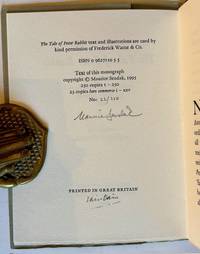 The Tale of Peter Rabbit text and illustrations are used by
kind permission of Frederick Warne & Co.
ISBN 0 9627110 5 5
Text of this monograph
copyright © Maurice Sendak, 1995
250 copies 1 – 250
25 copies hors commerce i – xxv
No: 22/250
Maurice Sendak
PRINTED IN GREAT BRITAIN